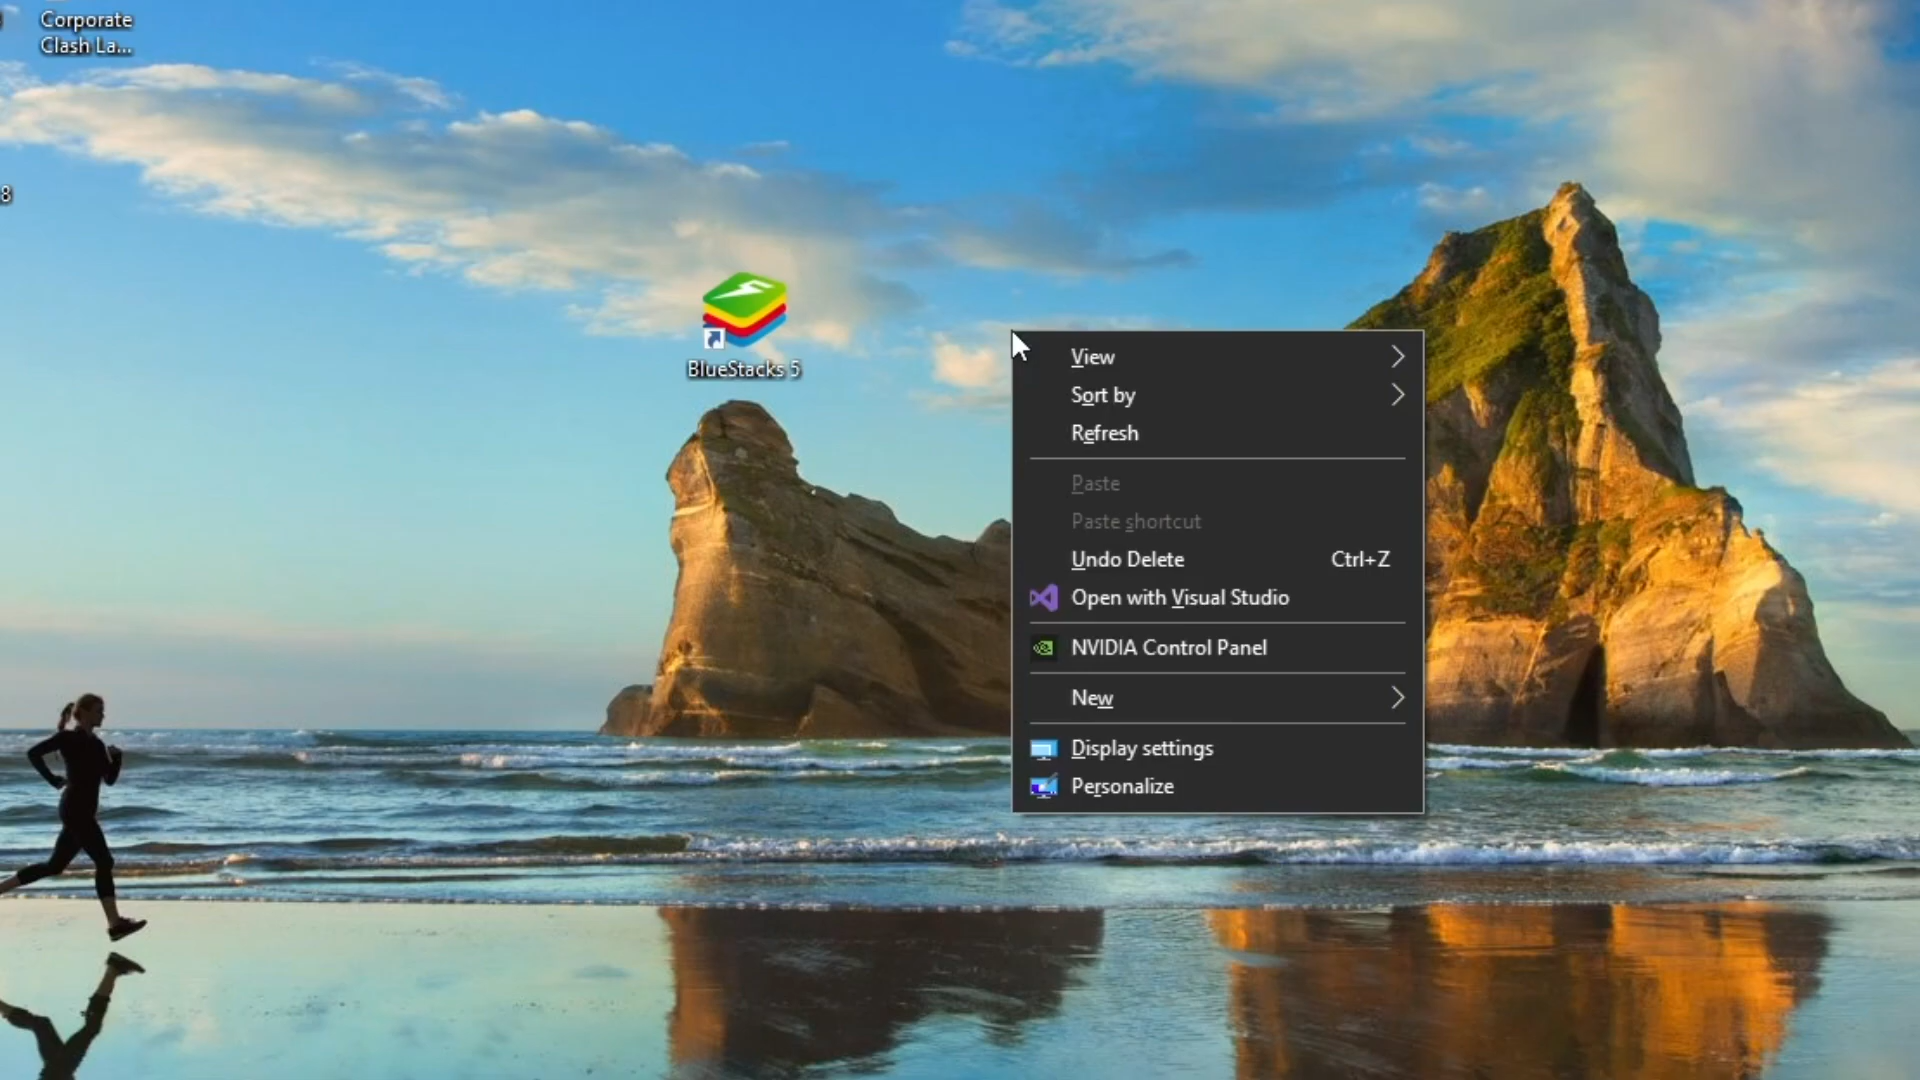 Corporate
Clash La...
8
BlueStacks 5
View
Sort by
Refresh
Paste
Paste shortcut
Undo Delete Ctrl+Z
Open with Visual Studio
NVIDIA Control Panel
New
Display settings
Personalize